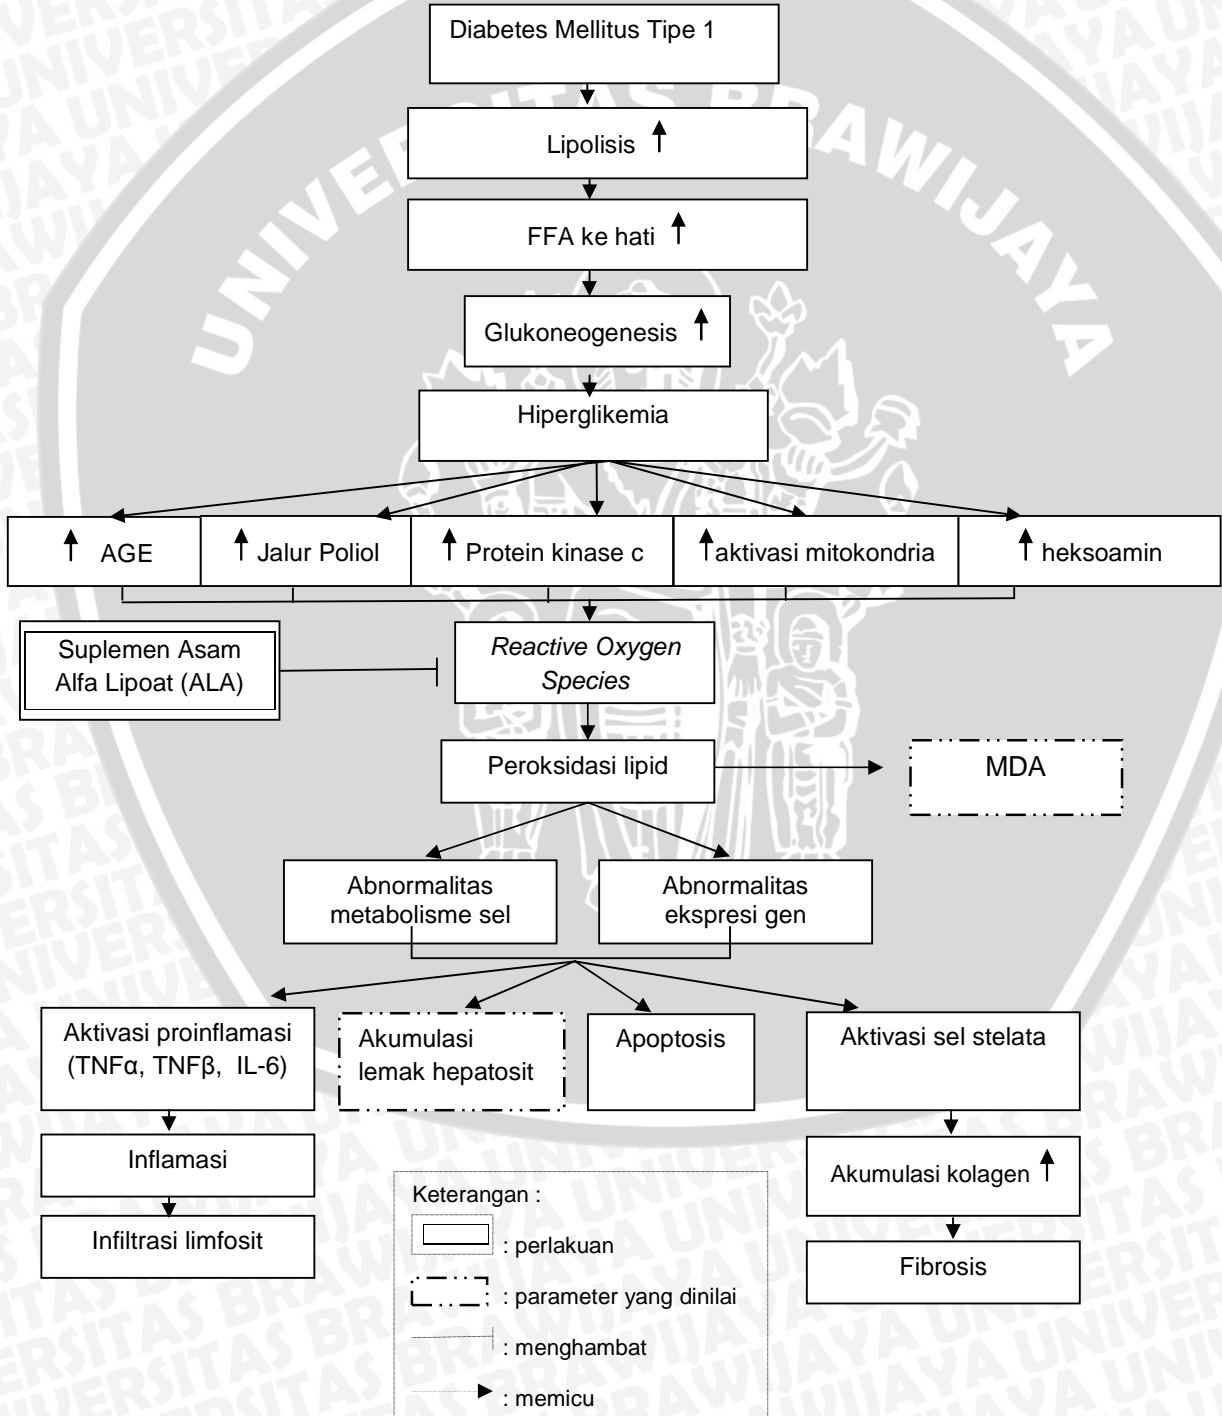 Diabetes Mellitus Tipe 1
Lipolisis ↑
FFA ke hati ↑
Glukoneogenesis ↑
Hiperglikemia
↑ AGE
↑ Jalur Poliol
↑ Protein kinase c
↑ aktivasi mitokondria
↑ heksoamin
Suplemen Asam
Alfa Lipoat (ALA)
Reactive Oxygen
Species
Peroksidasi lipid
MDA
Abnormalitas
metabolisme sel
Abnormalitas
ekspresi gen
Aktivasi proinflamasi
(TNFα, TNFβ, IL-6)
Akumulasi
lemak hepatosit
Apoptosis
Aktivasi sel stelata
Inflamasi
Akumulasi kolagen ↑
Infiltrasi limfosit
Fibrosis
Keterangan :
: perlakuan
: parameter yang dinilai
: menghambat
: memicu
UNIVERSITAS BRAWIJAYA